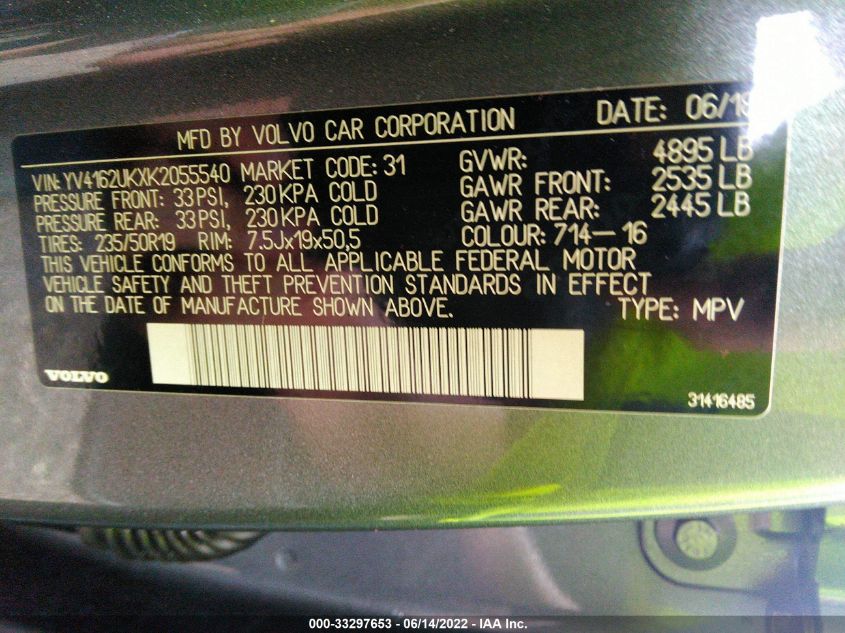 MFD BY VOLVO CAR CORPORATION DATE: 06/18
VIN: YV4162UKXK2055540 MARKET CODE: 31 GVWR: 4895 LB
PRESSURE FRONT: 33 PSI, 230 KPA COLD GAWR FRONT: 2535 LB
PRESSURE REAR: 33 PSI, 230 KPA COLD GAWR REAR: 2445 LB
TIRES: 235/50R19 RIM: 7.5Jx19x50,5 COLOUR: 714-16
THIS VEHICLE CONFORMS TO ALL APPLICABLE FEDERAL MOTOR
VEHICLE SAFETY AND THEFT PREVENTION STANDARDS IN EFFECT
ON THE DATE OF MANUFACTURE SHOWN ABOVE. TYPE: MPV
VOLVO 31416485
000-33297653 - 06/14/2022 - IAA Inc.